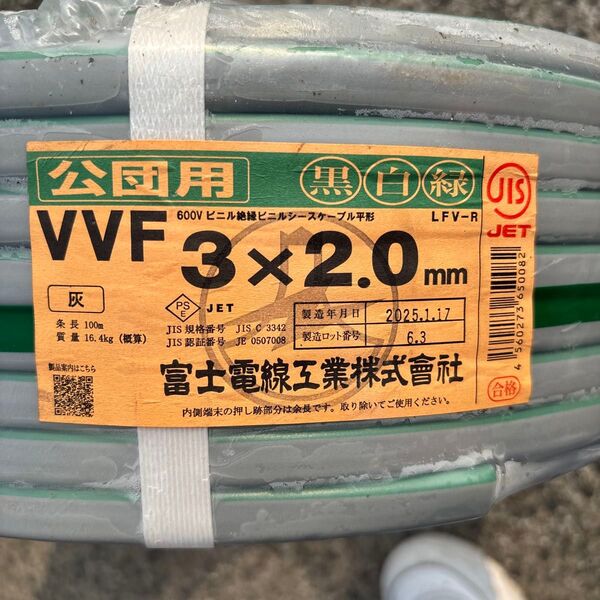 公団用 黒 白 緑
JIS
JET
VVF 600V ビニル絶縁ビニルシースケーブル平形 LFV-R
3×2.0mm
灰
PS
E
JET
条長 100m
質量 16.4kg (概算)
JIS 規格番号 JIS C 3342
JIS 認証番号 JE 0507008
製造年月日 2025.1.17
製造ロット番号 6.3
製品案内はこちら
富士電線工業株式會社
内側端末の押し跡部分は余長です。取り除いてご使用ください。
4 560273 650082
合格